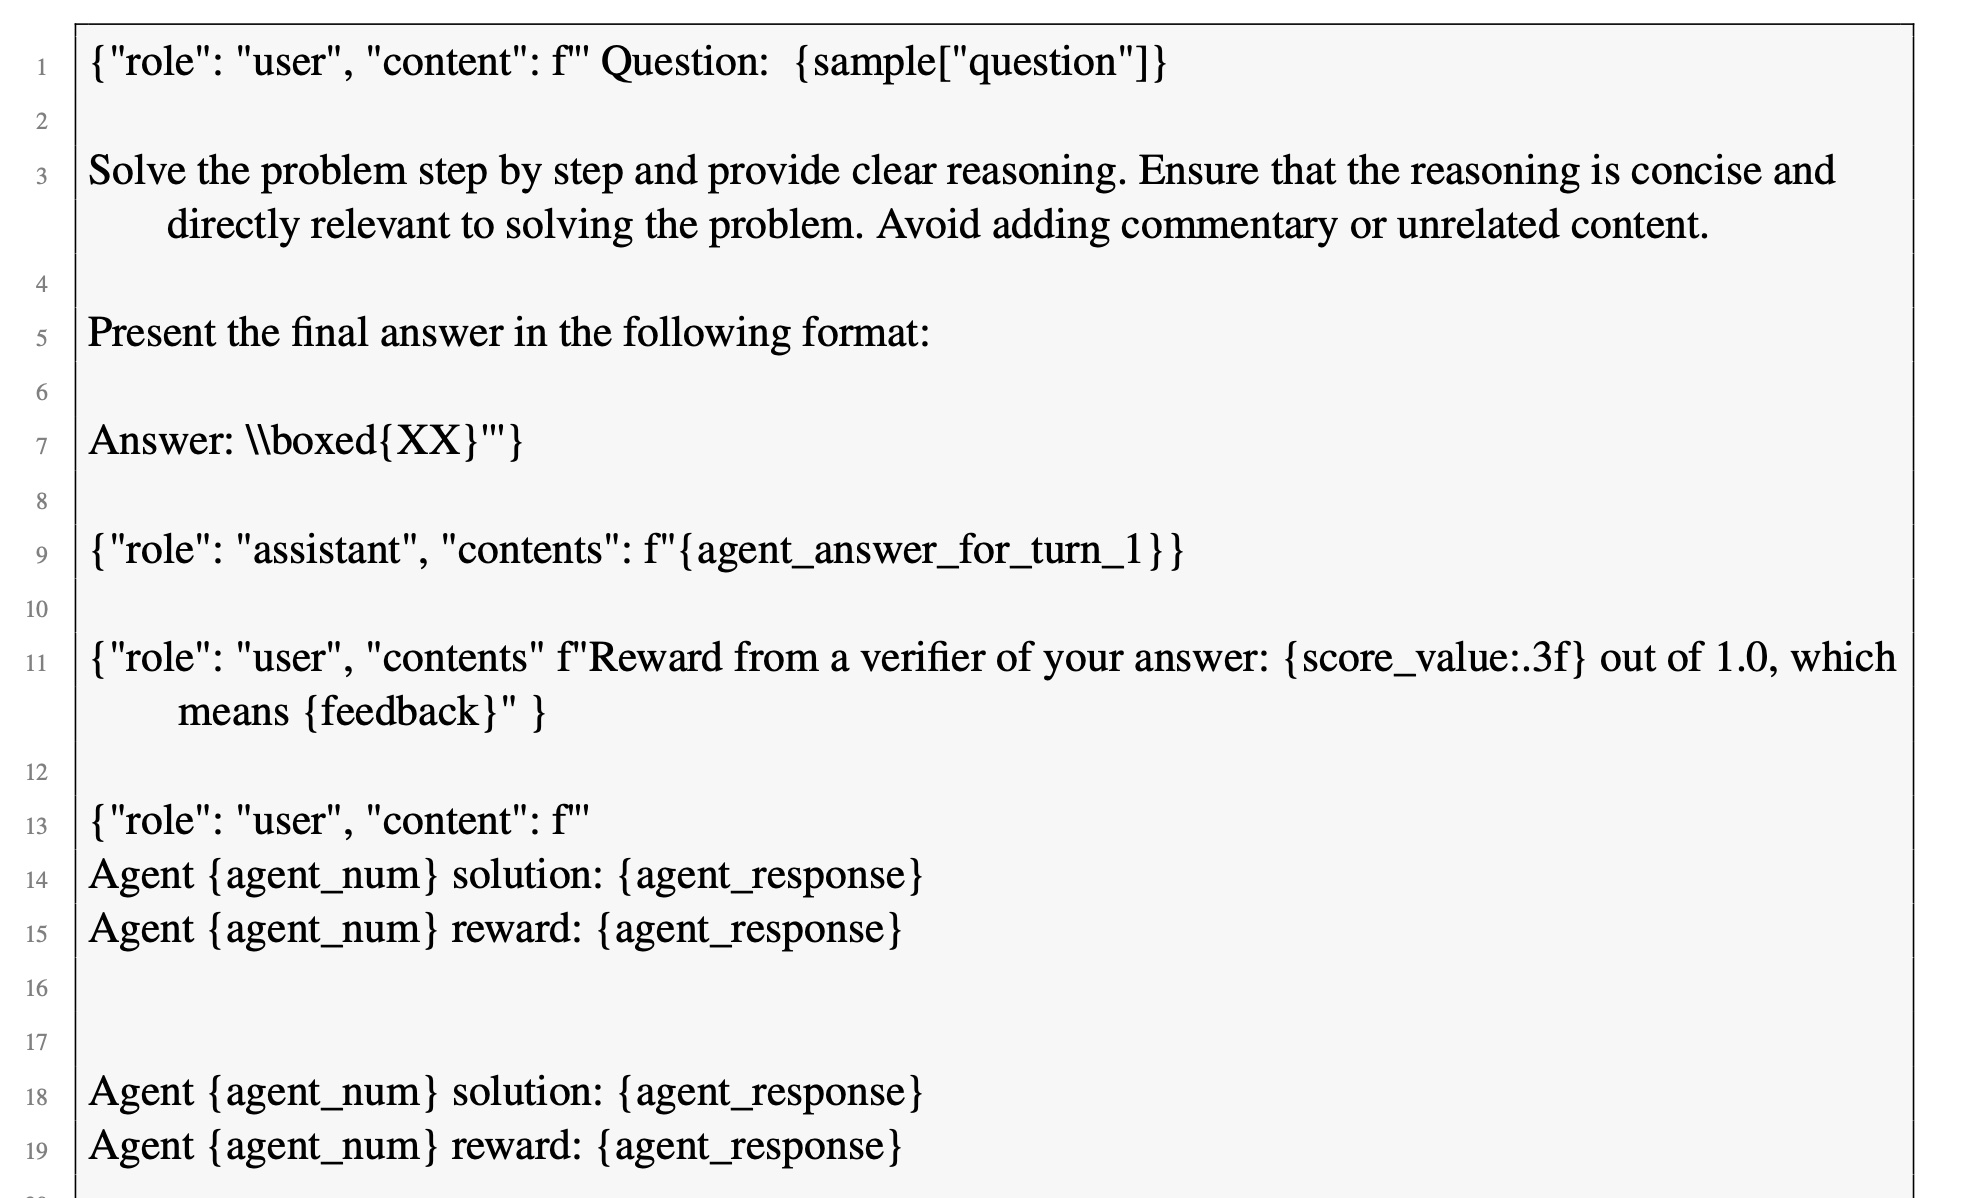 1 {"role": "user", "content": f''' Question:  {sample["question"]}
2
3 Solve the problem step by step and provide clear reasoning. Ensure that the reasoning is concise and
directly relevant to solving the problem. Avoid adding commentary or unrelated content.
4
5 Present the final answer in the following format:
6
7 Answer: \\boxed{XX}'''}
8
9 {"role": "assistant", "contents": f"{agent_answer_for_turn_1}}
10
11 {"role": "user", "contents" f"Reward from a verifier of your answer: {score_value:.3f} out of 1.0, which
means {feedback}" }
12
13 {"role": "user", "content": f'''
14 Agent {agent_num} solution: {agent_response}
15 Agent {agent_num} reward: {agent_response}
16
17
18 Agent {agent_num} solution: {agent_response}
19 Agent {agent_num} reward: {agent_response}